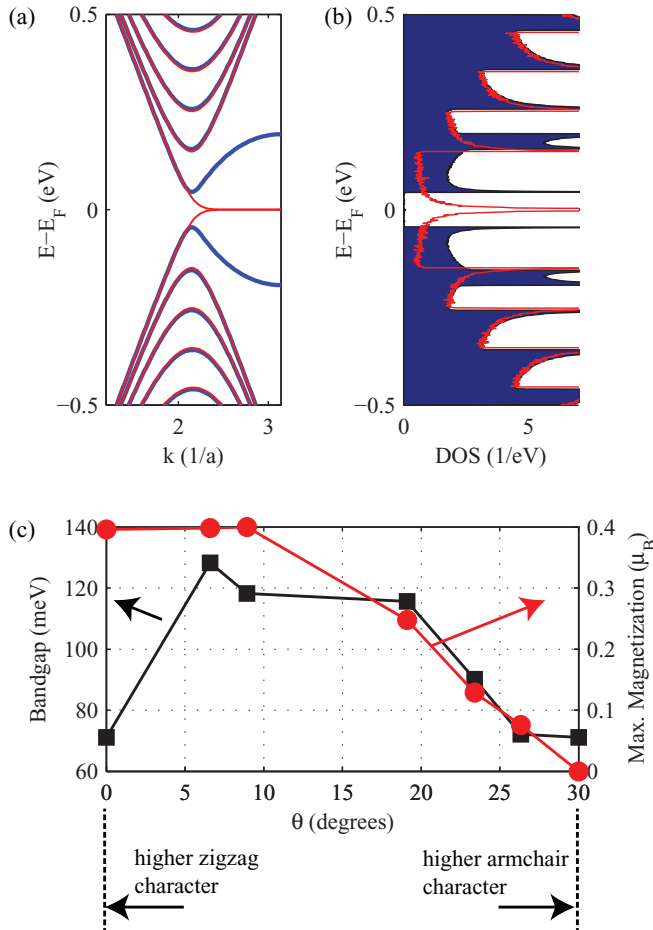 (a)
(b)
0.5
0
−0.5
E−E_F (eV)
2
3
k (1/a)
0.5
0
−0.5
E−E_F (eV)
0
5
DOS (1/eV)
(c)
140
120
100
80
60
Bandgap (meV)
0.4
0.3
0.2
0.1
0
Max. Magnetization (μ_B)
0
5
10
15
20
25
30
θ (degrees)
higher zigzag
character
higher armchair
character